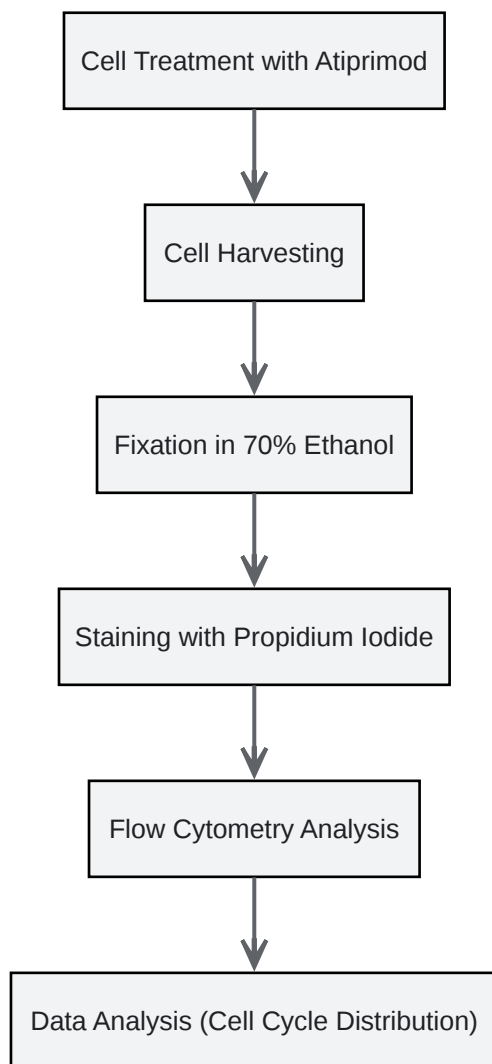 Cell Treatment with Atiprimod
Cell Harvesting
Fixation in 70% Ethanol
Staining with Propidium Iodide
Flow Cytometry Analysis
Data Analysis (Cell Cycle Distribution)